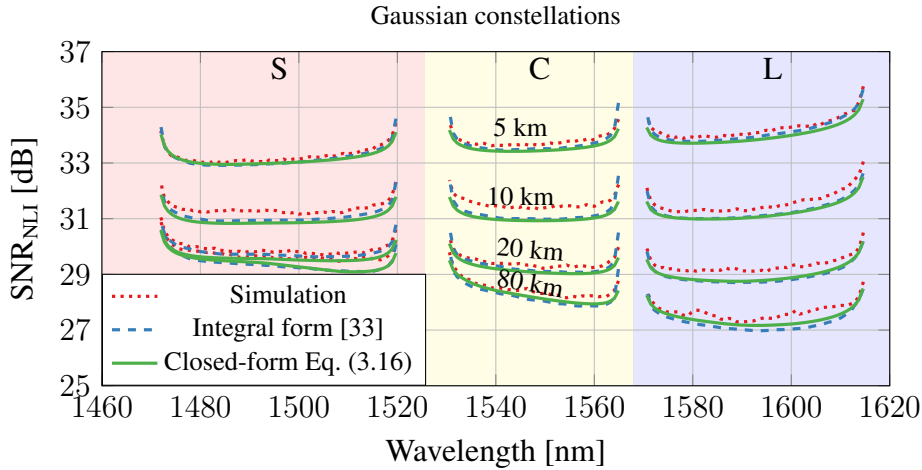 Gaussian constellations
SNR_NLI [dB]
37
35
33
31
29
27
25
S
C
L
5 km
10 km
20 km
80 km
Simulation
Integral form [33]
Closed-form Eq. (3.16)
1460 1480 1500 1520 1540 1560 1580 1600 1620
Wavelength [nm]